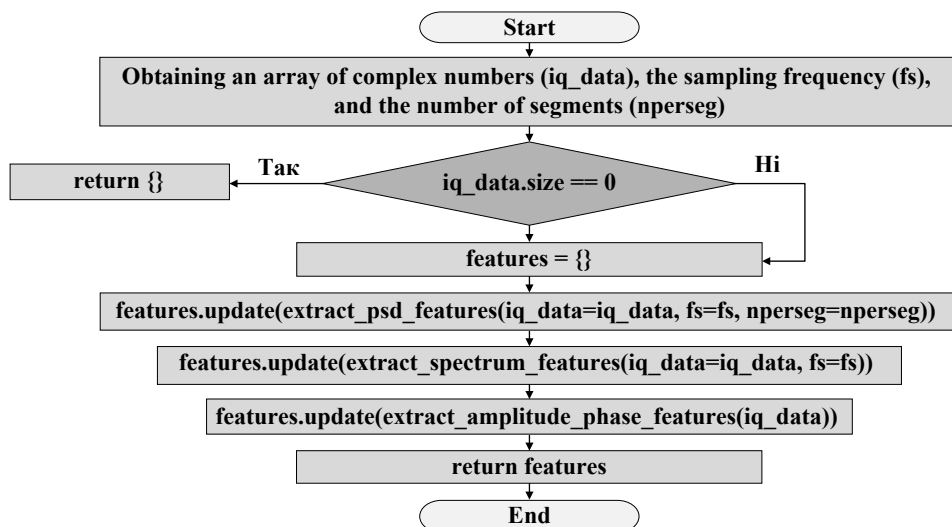 Start
Obtaining an array of complex numbers (iq_data), the sampling frequency (fs),
and the number of segments (nperseg)
Так
Ні
return {}
iq_data.size == 0
features = {}
features.update(extract_psd_features(iq_data=iq_data, fs=fs, nperseg=nperseg))
features.update(extract_spectrum_features(iq_data=iq_data, fs=fs))
features.update(extract_amplitude_phase_features(iq_data))
return features
End